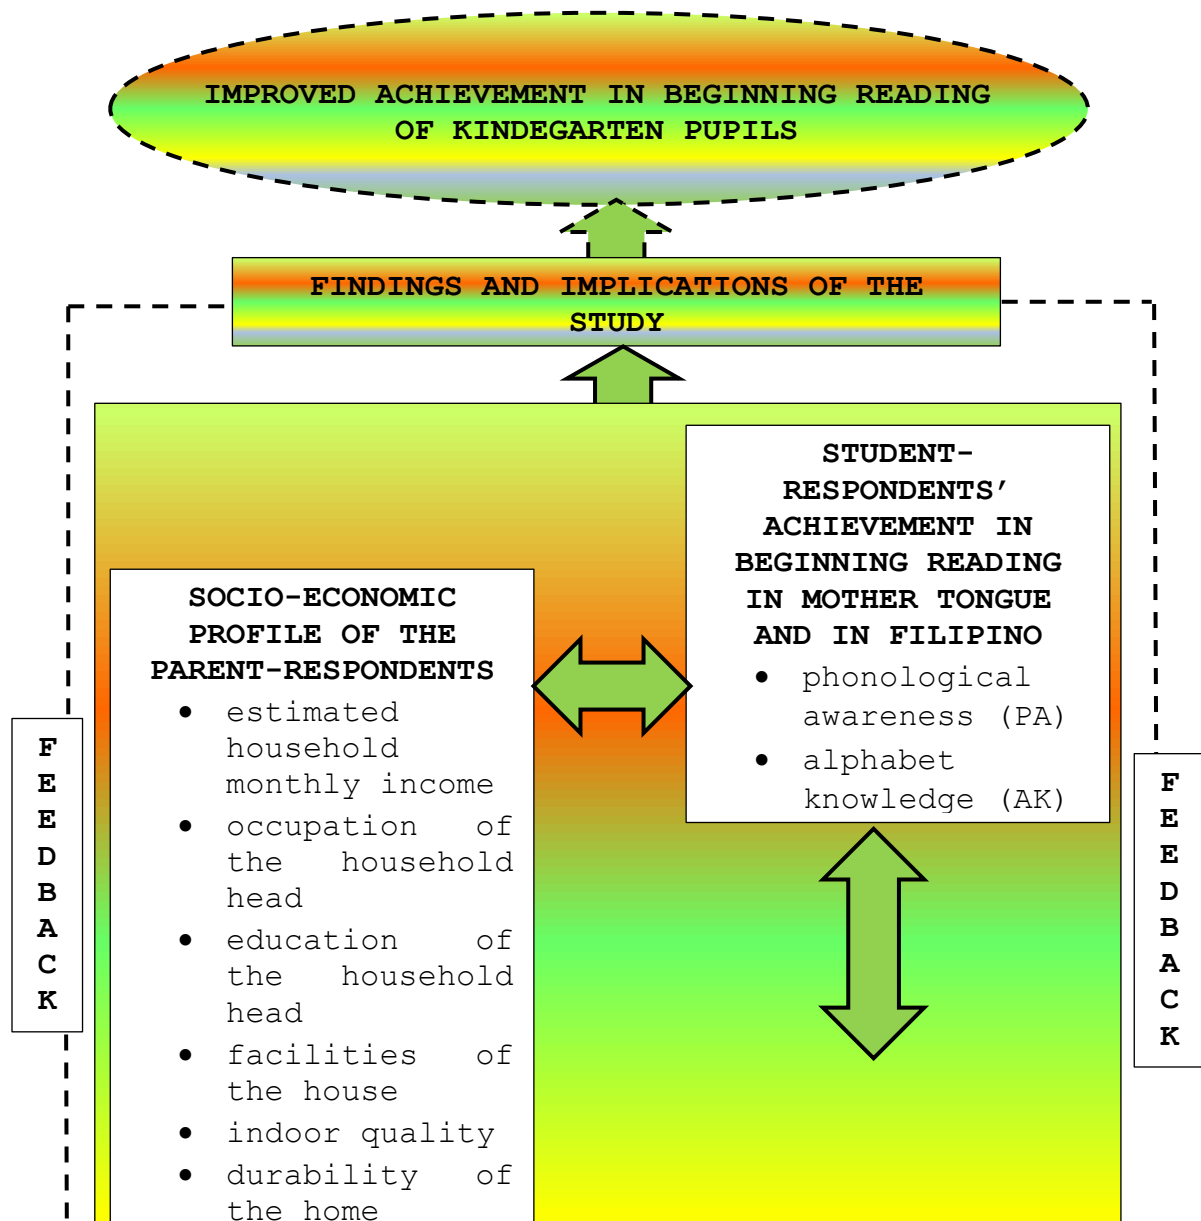 IMPROVED ACHIEVEMENT IN BEGINNING READING
OF KINDEGARTEN PUPILS
FINDINGS AND IMPLICATIONS OF THE
STUDY
STUDENT-
RESPONDENTS’
ACHIEVEMENT IN
BEGINNING READING
IN MOTHER TONGUE
AND IN FILIPINO
• phonological
awareness (PA)
• alphabet
knowledge (AK)
SOCIO-ECONOMIC
PROFILE OF THE
PARENT-RESPONDENTS
• estimated
household
monthly income
• occupation of
the household
head
• education of
the household
head
• facilities of
the house
• indoor quality
• durability of
the home
F
E
E
D
B
A
C
K
F
E
E
D
B
A
C
K